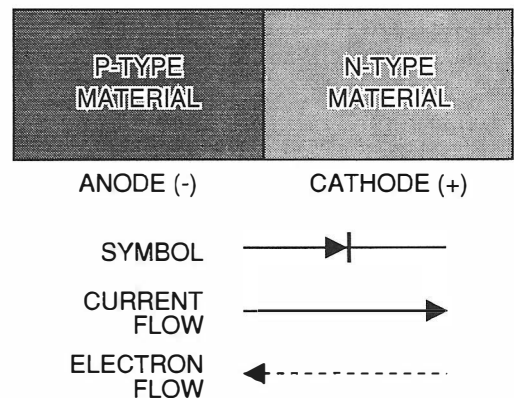 P-TYPE
MATERIAL
N-TYPE
MATERIAL
ANODE (-)
CATHODE (+)
SYMBOL
CURRENT
FLOW
ELECTRON
FLOW